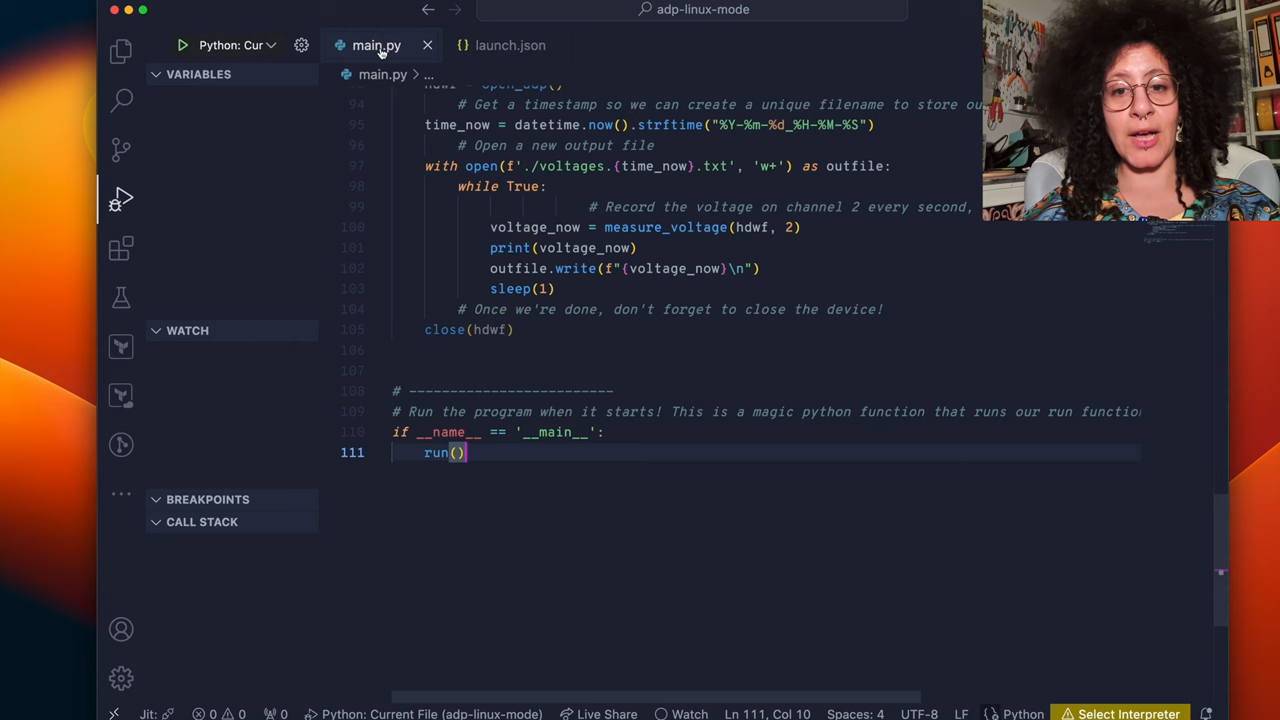 adp-linux-mode
Python: Cur
main.py
launch.json
VARIABLES
main.py > ...
94 # Get a timestamp so we can create a unique filename to store ou
95 time_now = datetime.now().strftime("%Y-%m-%d_%H-%M-%S")
96 # Open a new output file
97 with open(f'./voltages.{time_now}.txt', 'w+') as outfile:
98 while True:
99 # Record the voltage on channel 2 every second,
100 voltage_now = measure_voltage(hdwf, 2)
101 print(voltage_now)
102 outfile.write(f"{voltage_now}\n")
103 sleep(1)
104 # Once we're done, don't forget to close the device!
105 close(hdwf)
106
107
108 # -------------------------
109 # Run the program when it starts! This is a magic python function that runs our run function
110 if __name__ == '__main__':
111 run()
WATCH
BREAKPOINTS
CALL STACK
Jit: 0 0 0 Python: Current File (adp-linux-mode) Live Share Watch Ln 111, Col 10 Spaces: 4 UTF-8 LF Python Select Interpreter